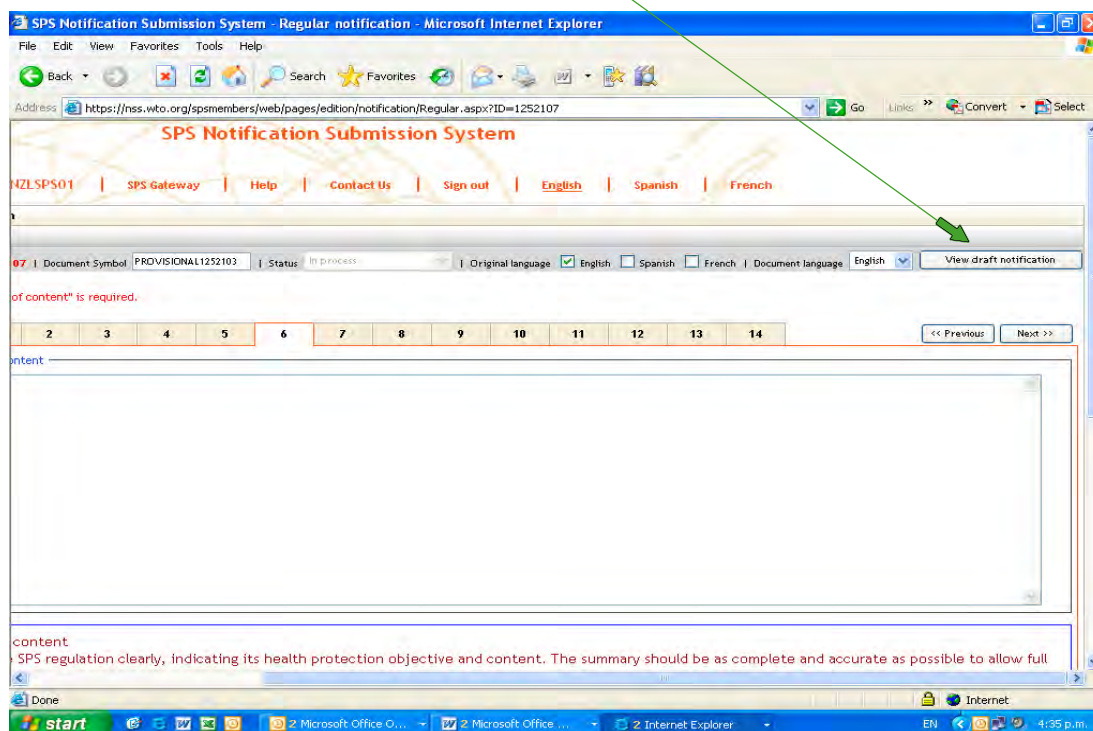 SPS Notification Submission System - Regular notification - Microsoft Internet Explorer
File Edit View Favorites Tools Help
Back Search Favorites
Address https://nss.wto.org/spsmembers/web/pages/edition/notification/Regular.aspx?ID=1252107 Go Links >> Convert Select
SPS Notification Submission System
NZLSPS01 | SPS Gateway | Help | Contact Us | Sign out | English | Spanish | French
07 | Document Symbol PROVISIONAL1252103 | Status In process | Original language English Spanish French | Document language English View draft notification
of content" is required.
2 3 4 5 6 7 8 9 10 11 12 13 14 << Previous Next >>
ontent
content
SPS regulation clearly, indicating its health protection objective and content. The summary should be as complete and accurate as possible to allow full
Done Internet
start 2 Microsoft Office O... 2 Microsoft Office ... 2 Internet Explorer EN 4:35 p.m.